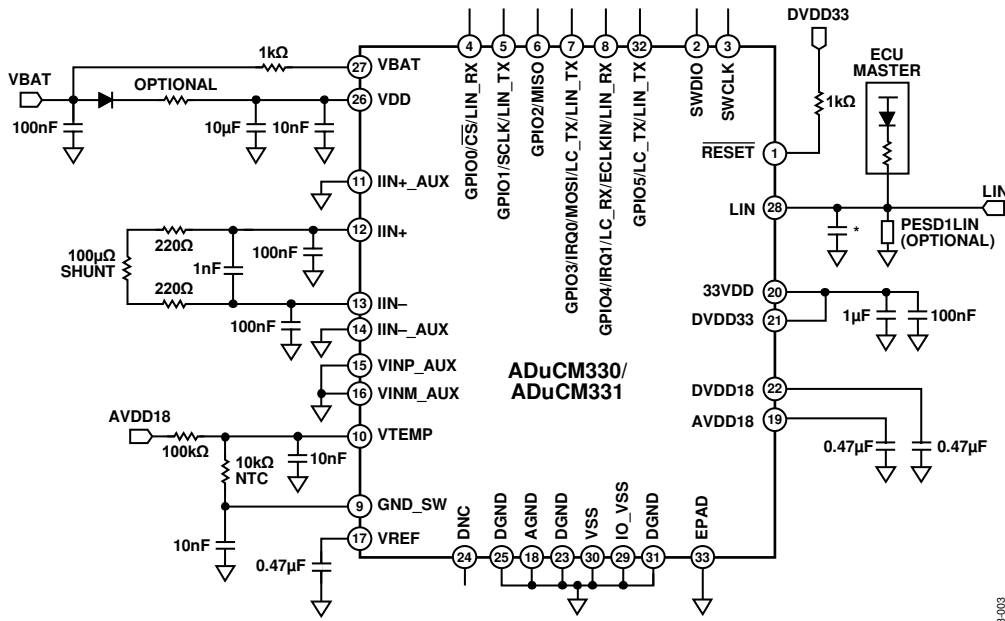 DVDD33
4
5
6
7
8
32
2
3
1kΩ
VBAT
27
VBAT
OPTIONAL
26
VDD
100nF
10µF
10nF
GPIO0/CS/LIN_RX
GPIO1/SCLK/LIN_TX
GPIO2/MISO
GPIO3/IRQ0/MOSI/LC_TX/LIN_TX
GPIO4/IRQ1/LC_RX/ECLKIN/LIN_RX
GPIO5/LC_TX/LIN_TX
SWDIO
SWCLK
ECU
MASTER
1kΩ
RESET
1
11
IIN+_AUX
LIN
28
LIN
*
PESD1LIN
(OPTIONAL)
12
IIN+
220Ω
100µΩ
SHUNT
1nF
100nF
220Ω
13
IIN–
100nF
14
IIN–_AUX
33VDD
20
DVDD33
21
1µF
100nF
15
VINP_AUX
16
VINM_AUX
ADuCM330/
ADuCM331
DVDD18
22
AVDD18
19
0.47µF
0.47µF
AVDD18
100kΩ
10
VTEMP
10kΩ
NTC
10nF
9
GND_SW
10nF
17
VREF
0.47µF
DNC
DGND
AGND
DGND
VSS
IO_VSS
DGND
EPAD
24
25
18
23
30
29
31
33